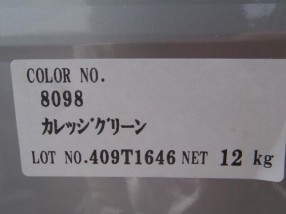 COLOR NO.
8098
ｶﾚｯｼﾞｸﾞﾘｰﾝ
LOT NO.409T1646 NET 12 kg